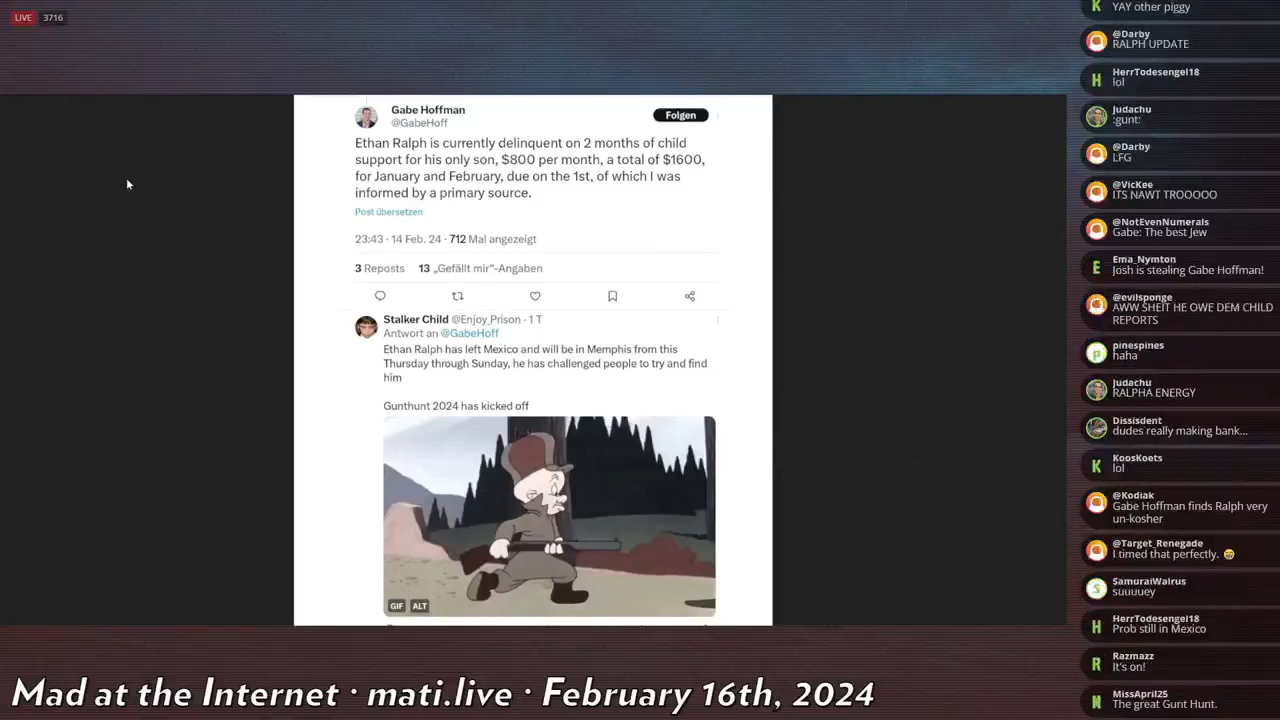 LIVE 3716
Gabe Hoffman
@GabeHoff
Folgen
Ethan Ralph is currently delinquent on 2 months of child
support for his only son, $800 per month, a total of $1600,
for January and February, due on the 1st, of which I was
informed by a primary source.
Post übersetzen
23:43 · 14 Feb. 24 · 712 Mal angezeigt
3 Reposts 13 „Gefällt mir“-Angaben
Stalker Child @Enjoy_Prison · 1 T
Antwort an @GabeHoff
Ethan Ralph has left Mexico and will be in Memphis from this
Thursday through Sunday, he has challenged people to try and find
him
Gunthunt 2024 has kicked off
GIF ALT
K
YAY other piggy
@Darby
RALPH UPDATE
H
HerrTodesengel18
lol
Judachu
:gunt:
@Darby
LFG
@VicKee
ITS NAWT TROOOOO
@NotEvenNumerals
Gabe: The best Jew
E
Ema_Nymton
Josh is stealing Gabe Hoffman!
@evilsponge
AWW SHEIT HE OWE DEM CHILD
REPORTS
p
pinespines
haha
Judachu
RALPHA ENERGY
Dissisdent
dudes really making bank...
K
KoosKoets
lol
@Kodiak
Gabe Hoffman finds Ralph very
un-kosher
@Target_Renegade
I timed that perfectly. 😅
S
SamuraiWalrus
suuuuey
H
HerrTodesengel18
Prob still in Mexico
R
Razmazz
It's on!
MissApril25
The great Gunt Hunt.
Mad at the Internet · mati.live · February 16th, 2024